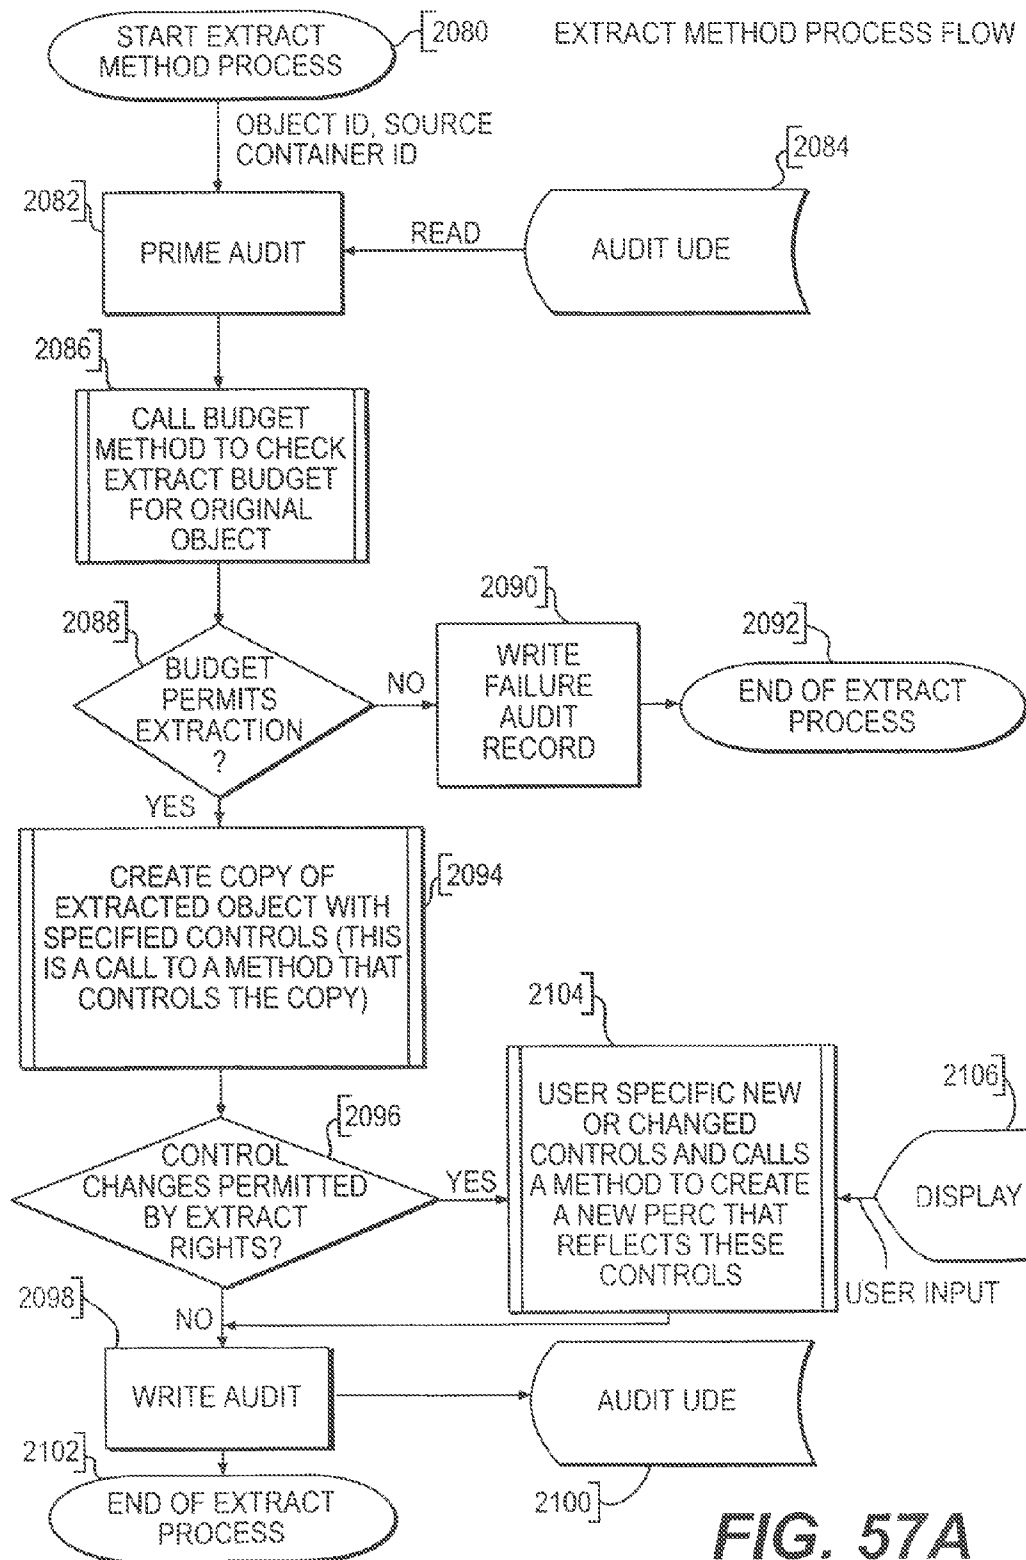 START EXTRACT
METHOD PROCESS
2080
EXTRACT METHOD PROCESS FLOW
OBJECT ID, SOURCE
CONTAINER ID
2082
PRIME AUDIT
READ
2084
AUDIT UDE
2086
CALL BUDGET
METHOD TO CHECK
EXTRACT BUDGET
FOR ORIGINAL
OBJECT
2088
BUDGET
PERMITS
EXTRACTION
?
NO
2090
WRITE
FAILURE
AUDIT
RECORD
2092
END OF EXTRACT
PROCESS
YES
CREATE COPY OF
EXTRACTED OBJECT WITH
SPECIFIED CONTROLS (THIS
IS A CALL TO A METHOD THAT
CONTROLS THE COPY)
2094
2096
CONTROL
CHANGES PERMITTED
BY EXTRACT
RIGHTS?
YES
2104
USER SPECIFIC NEW
OR CHANGED
CONTROLS AND CALLS
A METHOD TO CREATE
A NEW PERC THAT
REFLECTS THESE
CONTROLS
2106
DISPLAY
USER INPUT
NO
2098
WRITE AUDIT
AUDIT UDE
2100
2102
END OF EXTRACT
PROCESS
FIG. 57A